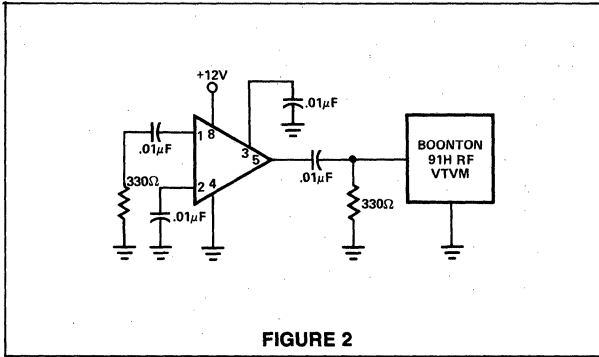 +12V
.01µF
.01µF
1
8
3
5
2
4
330Ω
.01µF
.01µF
330Ω
BOONTON
91H RF
VTVM
FIGURE 2